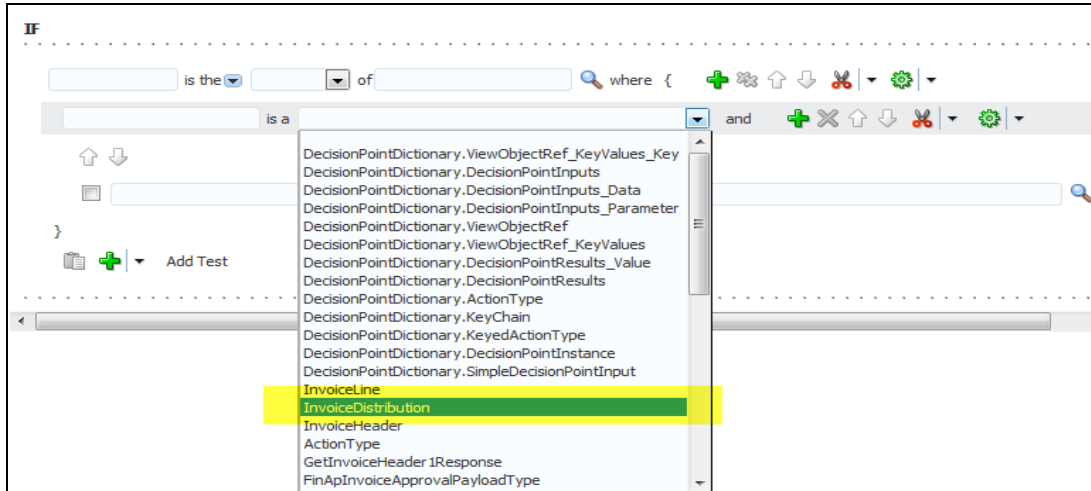 IF
is the of where {
is a and
DecisionPointDictionary.ViewObjectRef_KeyValues_Key
DecisionPointDictionary.DecisionPointInputs
DecisionPointDictionary.DecisionPointInputs_Data
DecisionPointDictionary.DecisionPointInputs_Parameter
DecisionPointDictionary.ViewObjectRef
DecisionPointDictionary.ViewObjectRef_KeyValues
DecisionPointDictionary.DecisionPointResults_Value
DecisionPointDictionary.DecisionPointResults
DecisionPointDictionary.ActionType
DecisionPointDictionary.KeyChain
DecisionPointDictionary.KeyedActionType
DecisionPointDictionary.DecisionPointInstance
DecisionPointDictionary.SimpleDecisionPointInput
InvoiceLine
InvoiceDistribution
InvoiceHeader
ActionType
GetInvoiceHeader1Response
FinApInvoiceApprovalPayloadType
}
Add Test